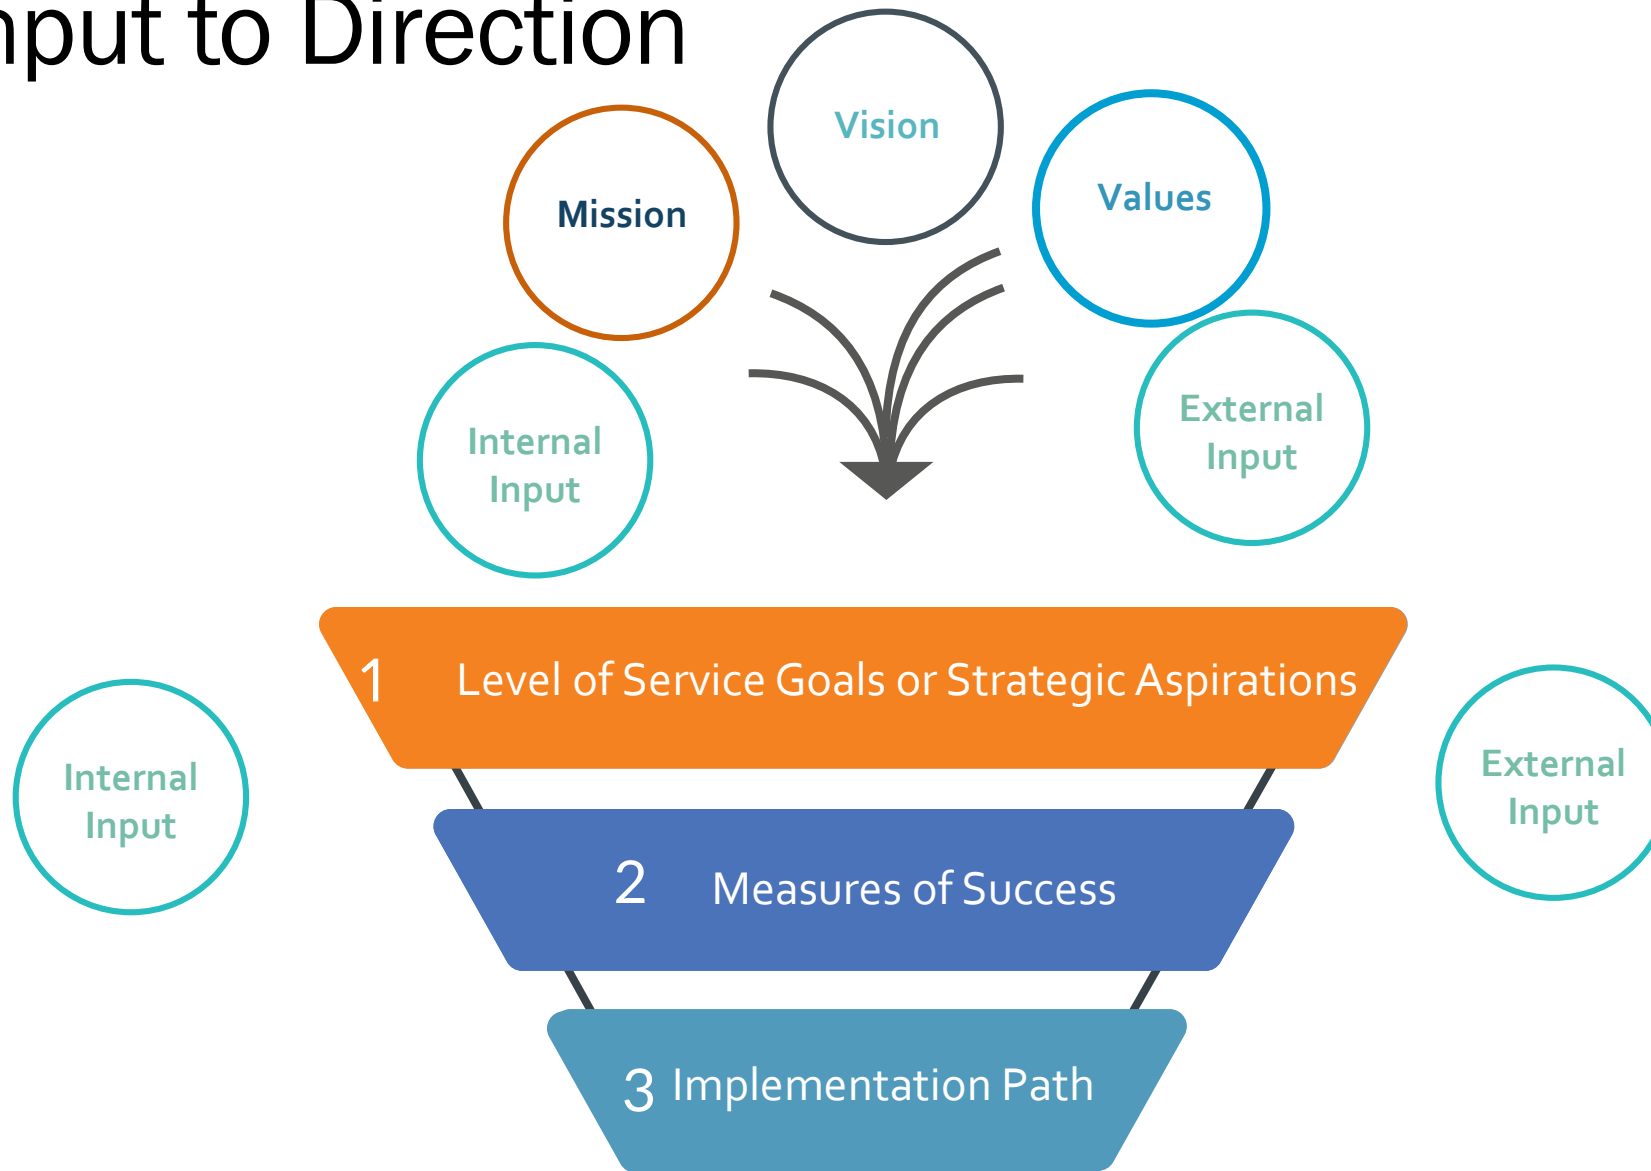 nput to Direction
Vision
Values
Mission
External
Input
Internal
Input
1 Level of Service Goals or Strategic Aspirations
Internal
Input
External
Input
2 Measures of Success
3 Implementation Path